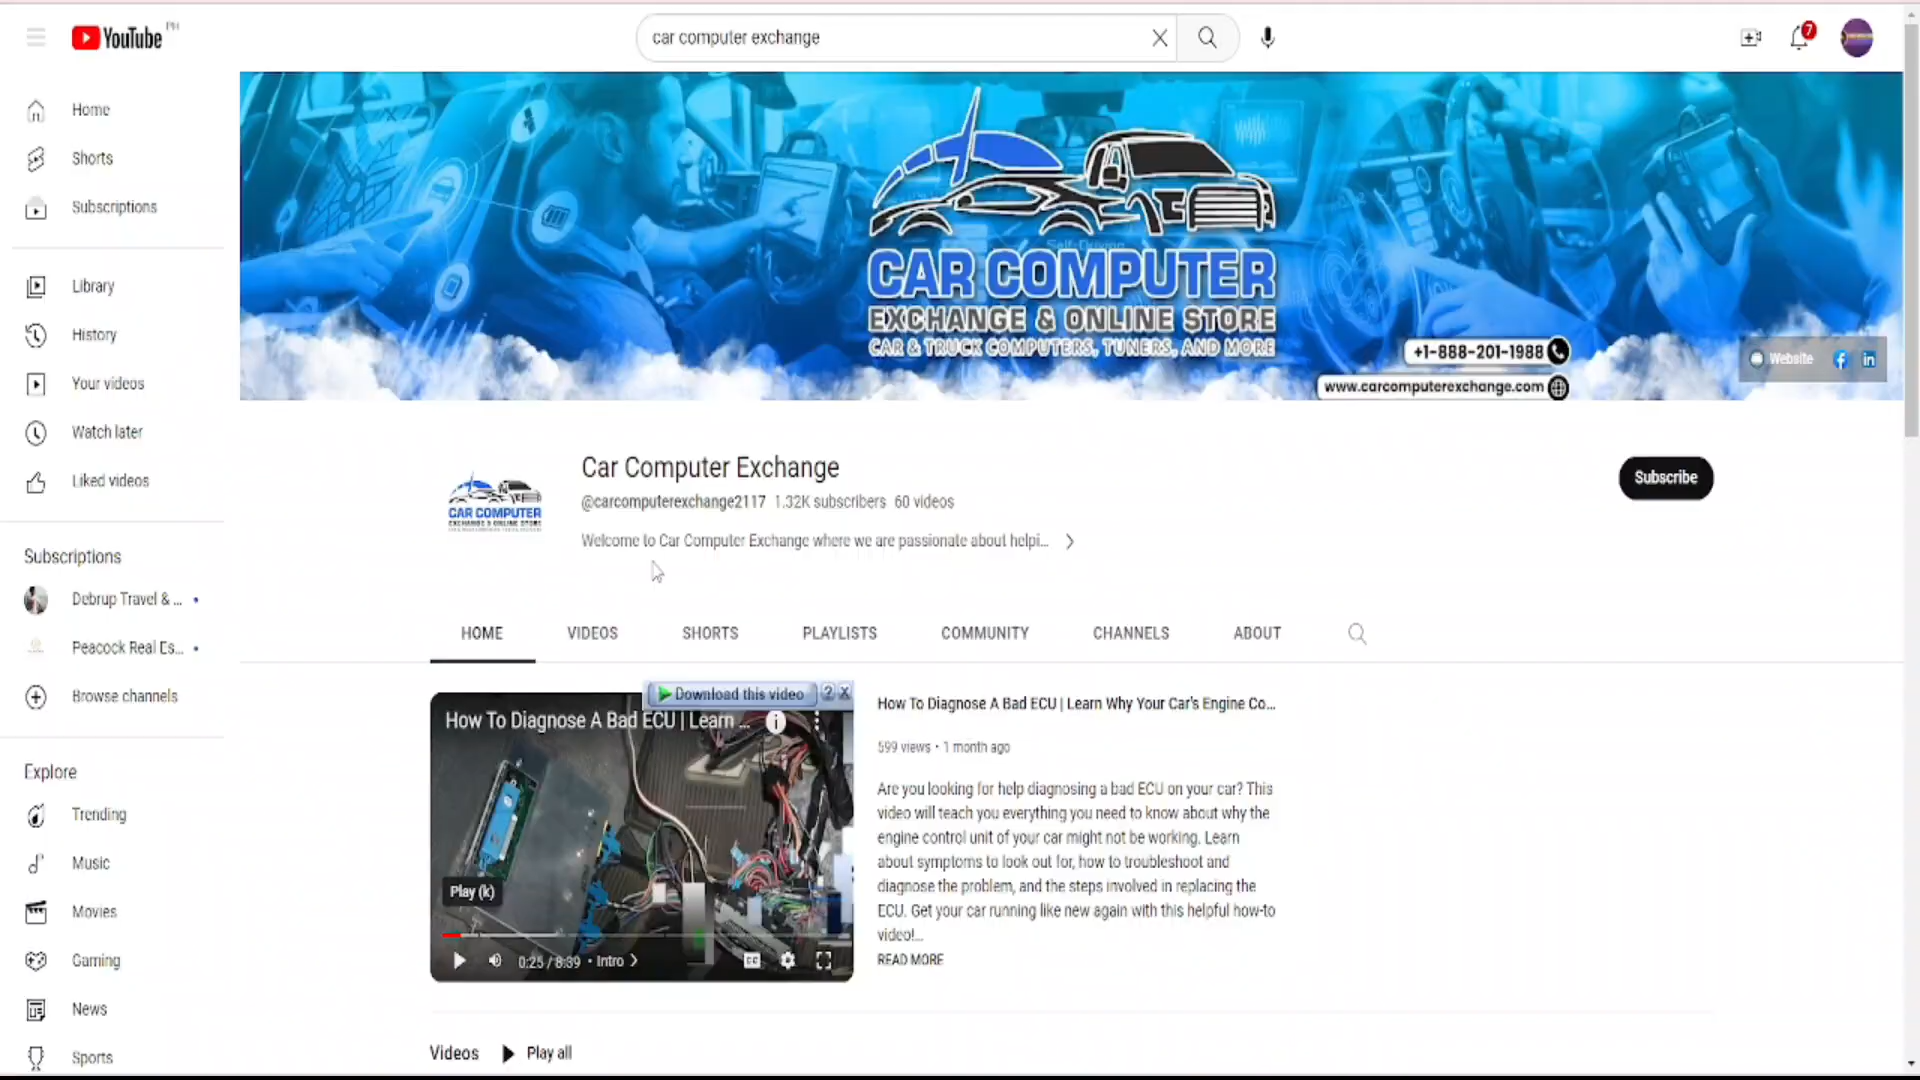 YouTube PH
car computer exchange
7
Home
Shorts
Subscriptions
Library
History
Your videos
Watch later
Liked videos
Subscriptions
Debrup Travel & ...
Peacock Real Es...
Browse channels
Explore
Trending
Music
Movies
Gaming
News
Sports
Self-Driving
CAR COMPUTER
EXCHANGE & ONLINE STORE
CAR & TRUCK COMPUTERS, TUNERS, AND MORE
+1-888-201-1988
www.carcomputerexchange.com
Website
CAR COMPUTER
EXCHANGE & ONLINE STORE
Car Computer Exchange
@carcomputerexchange2117 1.32K subscribers 60 videos
Welcome to Car Computer Exchange where we are passionate about helpi...
Subscribe
HOME VIDEOS SHORTS PLAYLISTS COMMUNITY CHANNELS ABOUT
Download this video ? X
How To Diagnose A Bad ECU | Learn ...
Play (k)
0:25 / 8:39 • Intro
How To Diagnose A Bad ECU | Learn Why Your Car's Engine Co...
599 views • 1 month ago
Are you looking for help diagnosing a bad ECU on your car? This
video will teach you everything you need to know about why the
engine control unit of your car might not be working. Learn
about symptoms to look out for, how to troubleshoot and
diagnose the problem, and the steps involved in replacing the
ECU. Get your car running like new again with this helpful how-to
video!...
READ MORE
Videos Play all